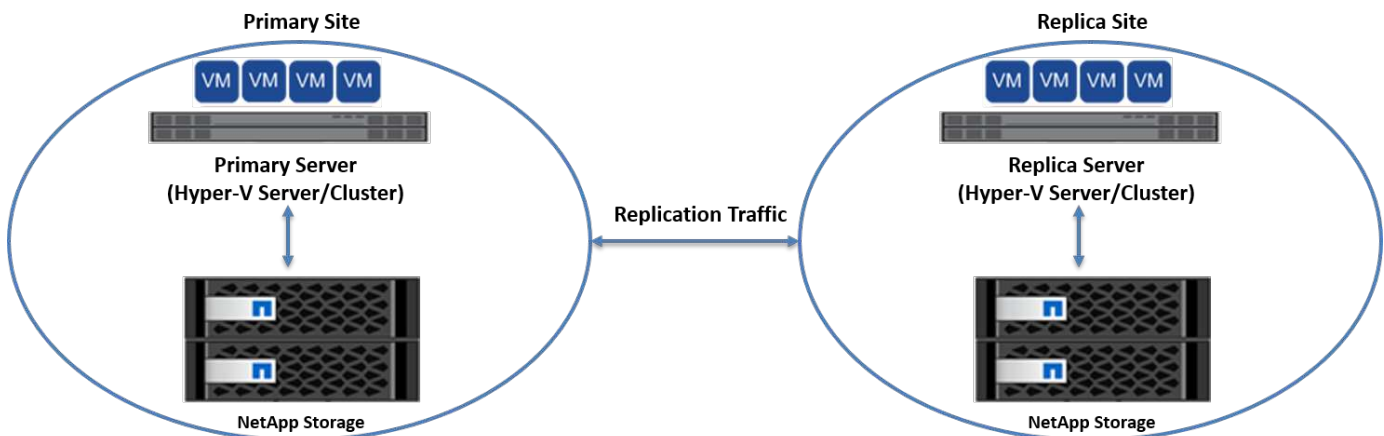 Primary Site
VM VM VM VM
Primary Server
(Hyper-V Server/Cluster)
NetApp Storage
Replication Traffic
Replica Site
VM VM VM VM
Replica Server
(Hyper-V Server/Cluster)
NetApp Storage